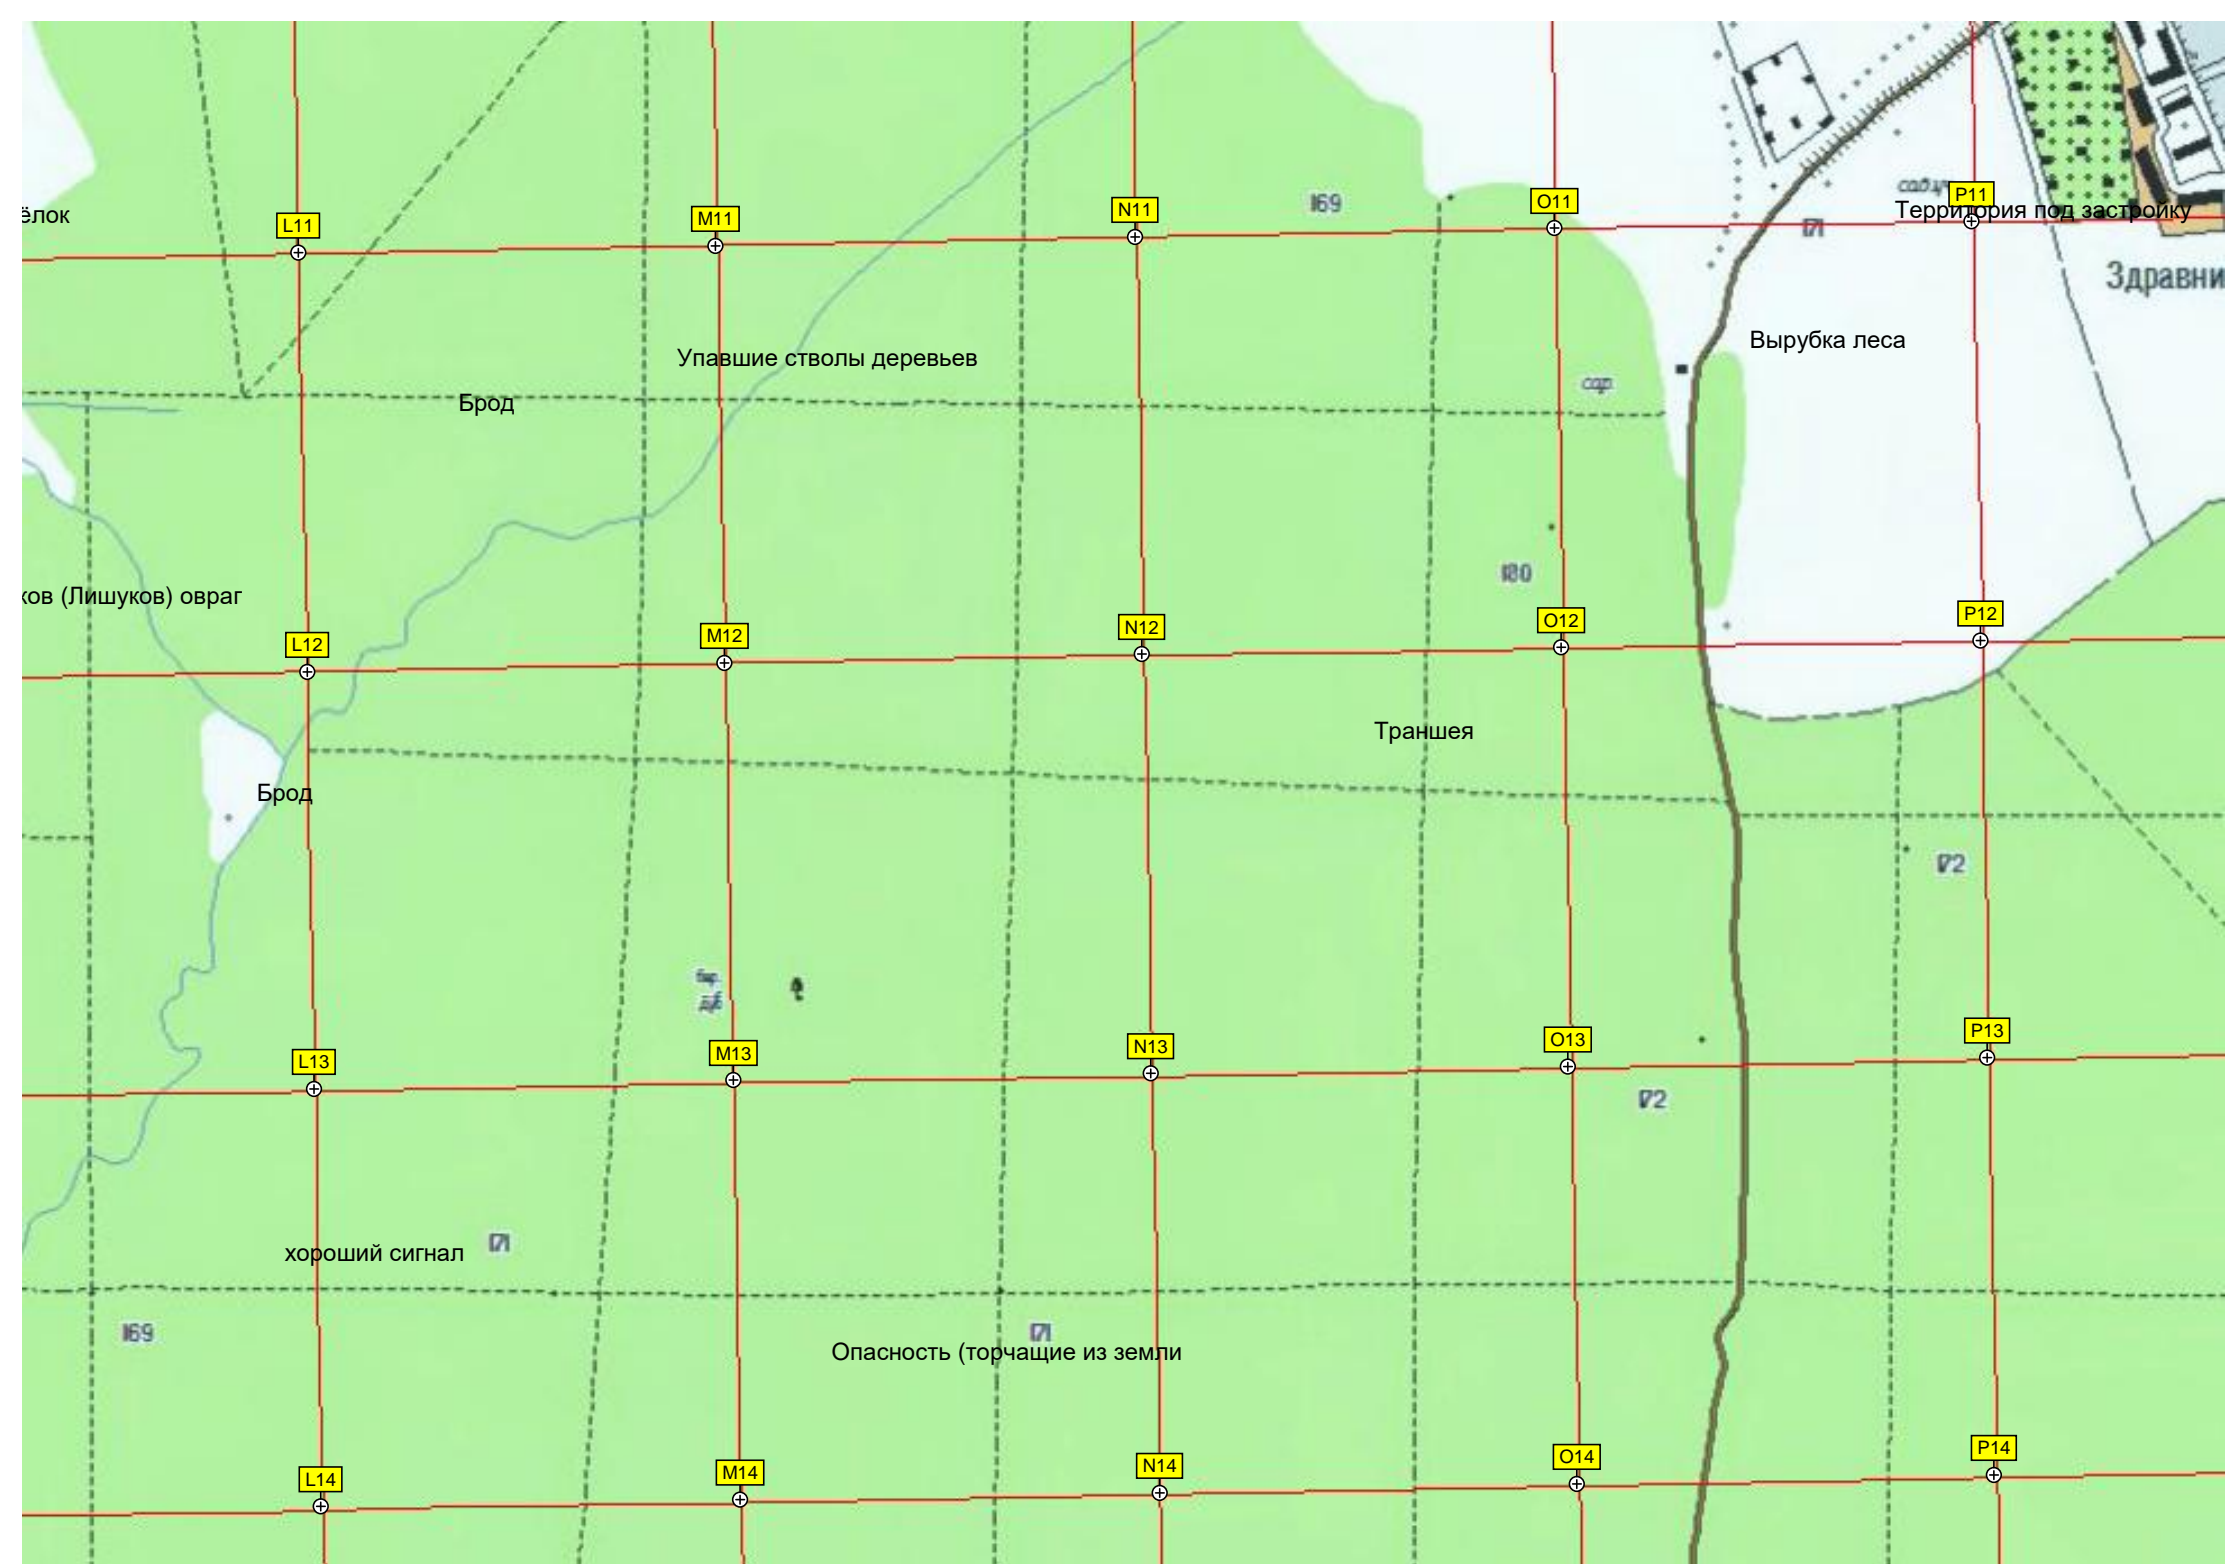 169
O11
P11
N11
M11
L11
ёлок
Территория под застройку
171
Здравни
Вырубка леса
Упавшие стволы деревьев
сар.
Брод
180
ков (Лишуков) овраг
P12
O12
N12
M12
L12
Траншея
Брод
172
P13
O13
N13
M13
L13
172
хороший сигнал
171
169
171
Опасность (торчащие из земли
P14
O14
N14
M14
L14